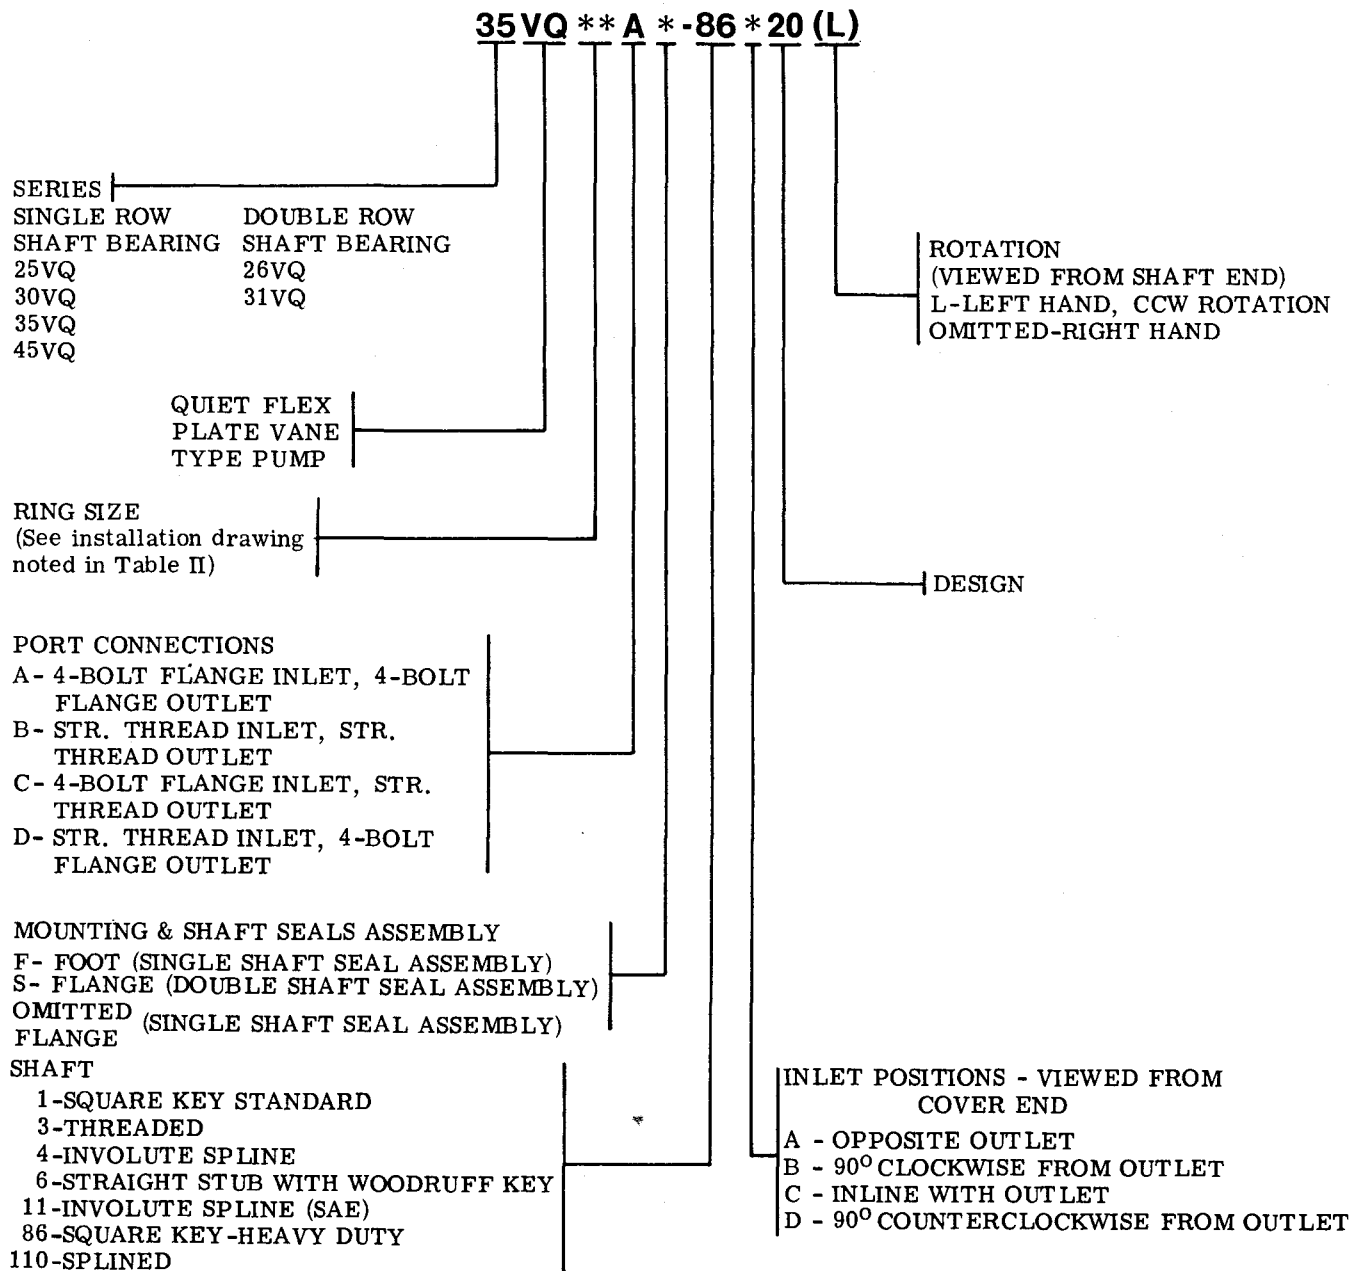 35 VQ ** A * -86 * 20 (L)
SERIES
SINGLE ROW DOUBLE ROW
SHAFT BEARING SHAFT BEARING
25VQ 26VQ
30VQ 31VQ
35VQ
45VQ
ROTATION
(VIEWED FROM SHAFT END)
L-LEFT HAND, CCW ROTATION
OMITTED-RIGHT HAND
QUIET FLEX
PLATE VANE
TYPE PUMP
RING SIZE
(See installation drawing
noted in Table II)
DESIGN
PORT CONNECTIONS
A- 4-BOLT FLANGE INLET, 4-BOLT
FLANGE OUTLET
B- STR. THREAD INLET, STR.
THREAD OUTLET
C- 4-BOLT FLANGE INLET, STR.
THREAD OUTLET
D- STR. THREAD INLET, 4-BOLT
FLANGE OUTLET
MOUNTING & SHAFT SEALS ASSEMBLY
F- FOOT (SINGLE SHAFT SEAL ASSEMBLY)
S- FLANGE (DOUBLE SHAFT SEAL ASSEMBLY)
OMITTED
FLANGE (SINGLE SHAFT SEAL ASSEMBLY)
SHAFT
1-SQUARE KEY STANDARD
3-THREADED
4-INVOLUTE SPLINE
6-STRAIGHT STUB WITH WOODRUFF KEY
11-INVOLUTE SPLINE (SAE)
86-SQUARE KEY-HEAVY DUTY
110-SPLINED
INLET POSITIONS - VIEWED FROM
COVER END
A - OPPOSITE OUTLET
B - 90° CLOCKWISE FROM OUTLET
C - INLINE WITH OUTLET
D - 90° COUNTERCLOCKWISE FROM OUTLET